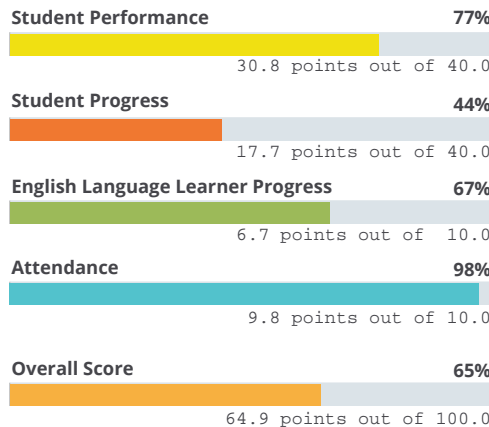 Student Performance 77%
30.8 points out of 40.0
Student Progress 44%
17.7 points out of 40.0
English Language Learner Progress 67%
6.7 points out of 10.0
Attendance 98%
9.8 points out of 10.0
Overall Score 65%
64.9 points out of 100.0